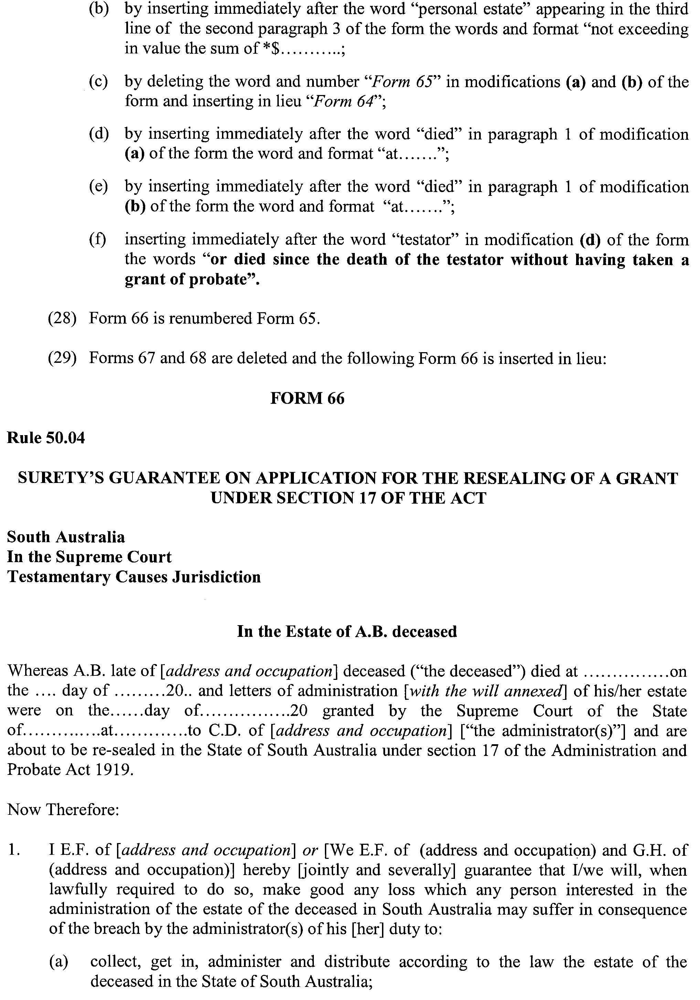 (b) by inserting immediately after the word “personal estate” appearing in the third
line of the second paragraph 3 of the form the words and format “not exceeding
in value the sum of *$............;
(c) by deleting the word and number “Form 65” in modifications (a) and (b) of the
form and inserting in lieu “Form 64”;
(d) by inserting immediately after the word “died” in paragraph 1 of modification
(a) of the form the word and format “at.......”;
(e) by inserting immediately after the word “died” in paragraph 1 of modification
(b) of the form the word and format “at.......”;
(f) inserting immediately after the word “testator” in modification (d) of the form
the words “or died since the death of the testator without having taken a
grant of probate”.
(28) Form 66 is renumbered Form 65.
(29) Forms 67 and 68 are deleted and the following Form 66 is inserted in lieu:
FORM 66
Rule 50.04
SURETY’S GUARANTEE ON APPLICATION FOR THE RESEALING OF A GRANT
UNDER SECTION 17 OF THE ACT
South Australia
In the Supreme Court
Testamentary Causes Jurisdiction
In the Estate of A.B. deceased
Whereas A.B. late of [address and occupation] deceased (“the deceased”) died at ...............on
the .... day of .........20.. and letters of administration [with the will annexed] of his/her estate
were on the......day of................20 granted by the Supreme Court of the State
of..............at.............to C.D. of [address and occupation] [“the administrator(s)”] and are
about to be re-sealed in the State of South Australia under section 17 of the Administration and
Probate Act 1919.
Now Therefore:
1. I E.F. of [address and occupation] or [We E.F. of (address and occupation) and G.H. of
(address and occupation)] hereby [jointly and severally] guarantee that I/we will, when
lawfully required to do so, make good any loss which any person interested in the
administration of the estate of the deceased in South Australia may suffer in consequence
of the breach by the administrator(s) of his [her] duty to:
(a) collect, get in, administer and distribute according to the law the estate of the
deceased in the State of South Australia;